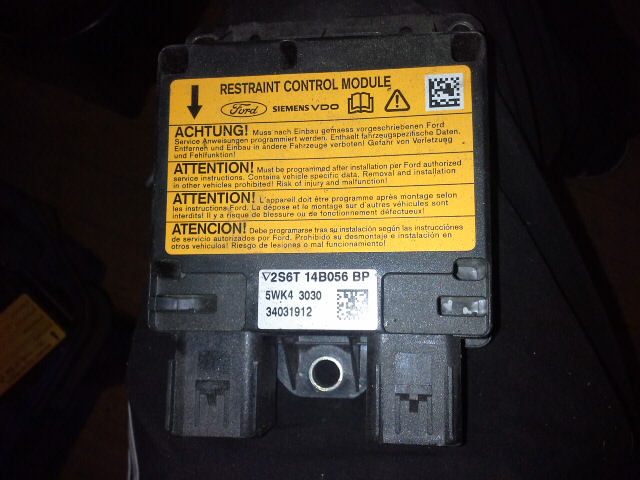 RESTRAINT CONTROL MODULE
Ford SIEMENS VDO
ACHTUNG! Muss nach Einbau gemaess vorgeschriebenen Ford
Service Anweisungen programmiert werden. Enthaelt fahrzeugspezifische Daten.
Entfernen und Einbau in andere Fahrzeuge verboten! Gefahr von Verletzung
und Fehlfunktion!
ATTENTION! Must be programmed after installation per Ford authorized
service instructions. Contains vehicle specific data. Removal and installation
in other vehicles prohibited! Risk of injury and malfunction!
ATTENTION! L'appareil doit être programme après montage selon
les instructions Ford. La dépose et le montage sur d'autres véhicules sont
interdits! Il y a risque de blessure ou de fonctionnement défectueux!
ATENCION! Debe programarse tras su instalación según las instrucciónes
de servicio autorizados por Ford. Prohibido su desmontaje e instalación en
otros vehículos! Riesgo de lesignes o mal funcionamiento!
2S6T 14B056 BP
5WK4 3030
34031912